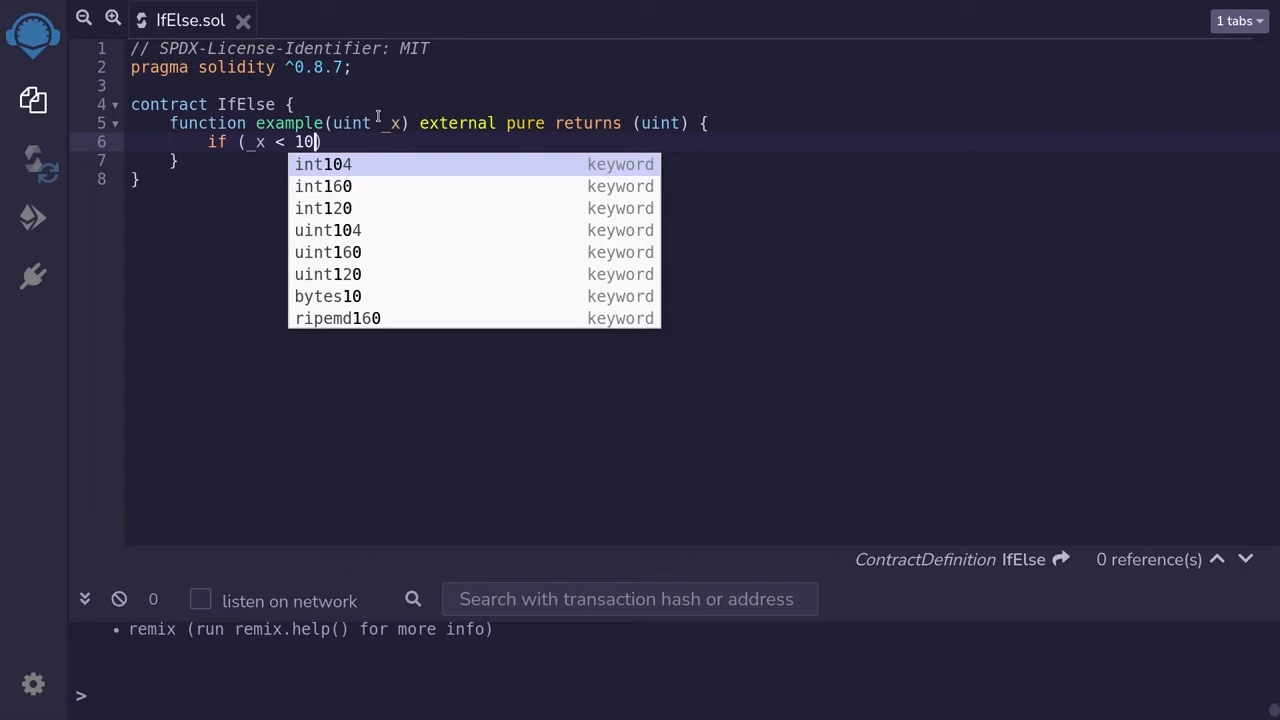 IfElse.sol
1 tabs
1 // SPDX-License-Identifier: MIT
2 pragma solidity ^0.8.7;
3
4 contract IfElse {
5 function example(uint _x) external pure returns (uint) {
6 if (_x < 10)
7 }
8 }
int104 keyword
int160 keyword
int120 keyword
uint104 keyword
uint160 keyword
uint120 keyword
bytes10 keyword
ripemd160 keyword
ContractDefinition IfElse 0 reference(s)
0 listen on network Search with transaction hash or address
• remix (run remix.help() for more info)
>